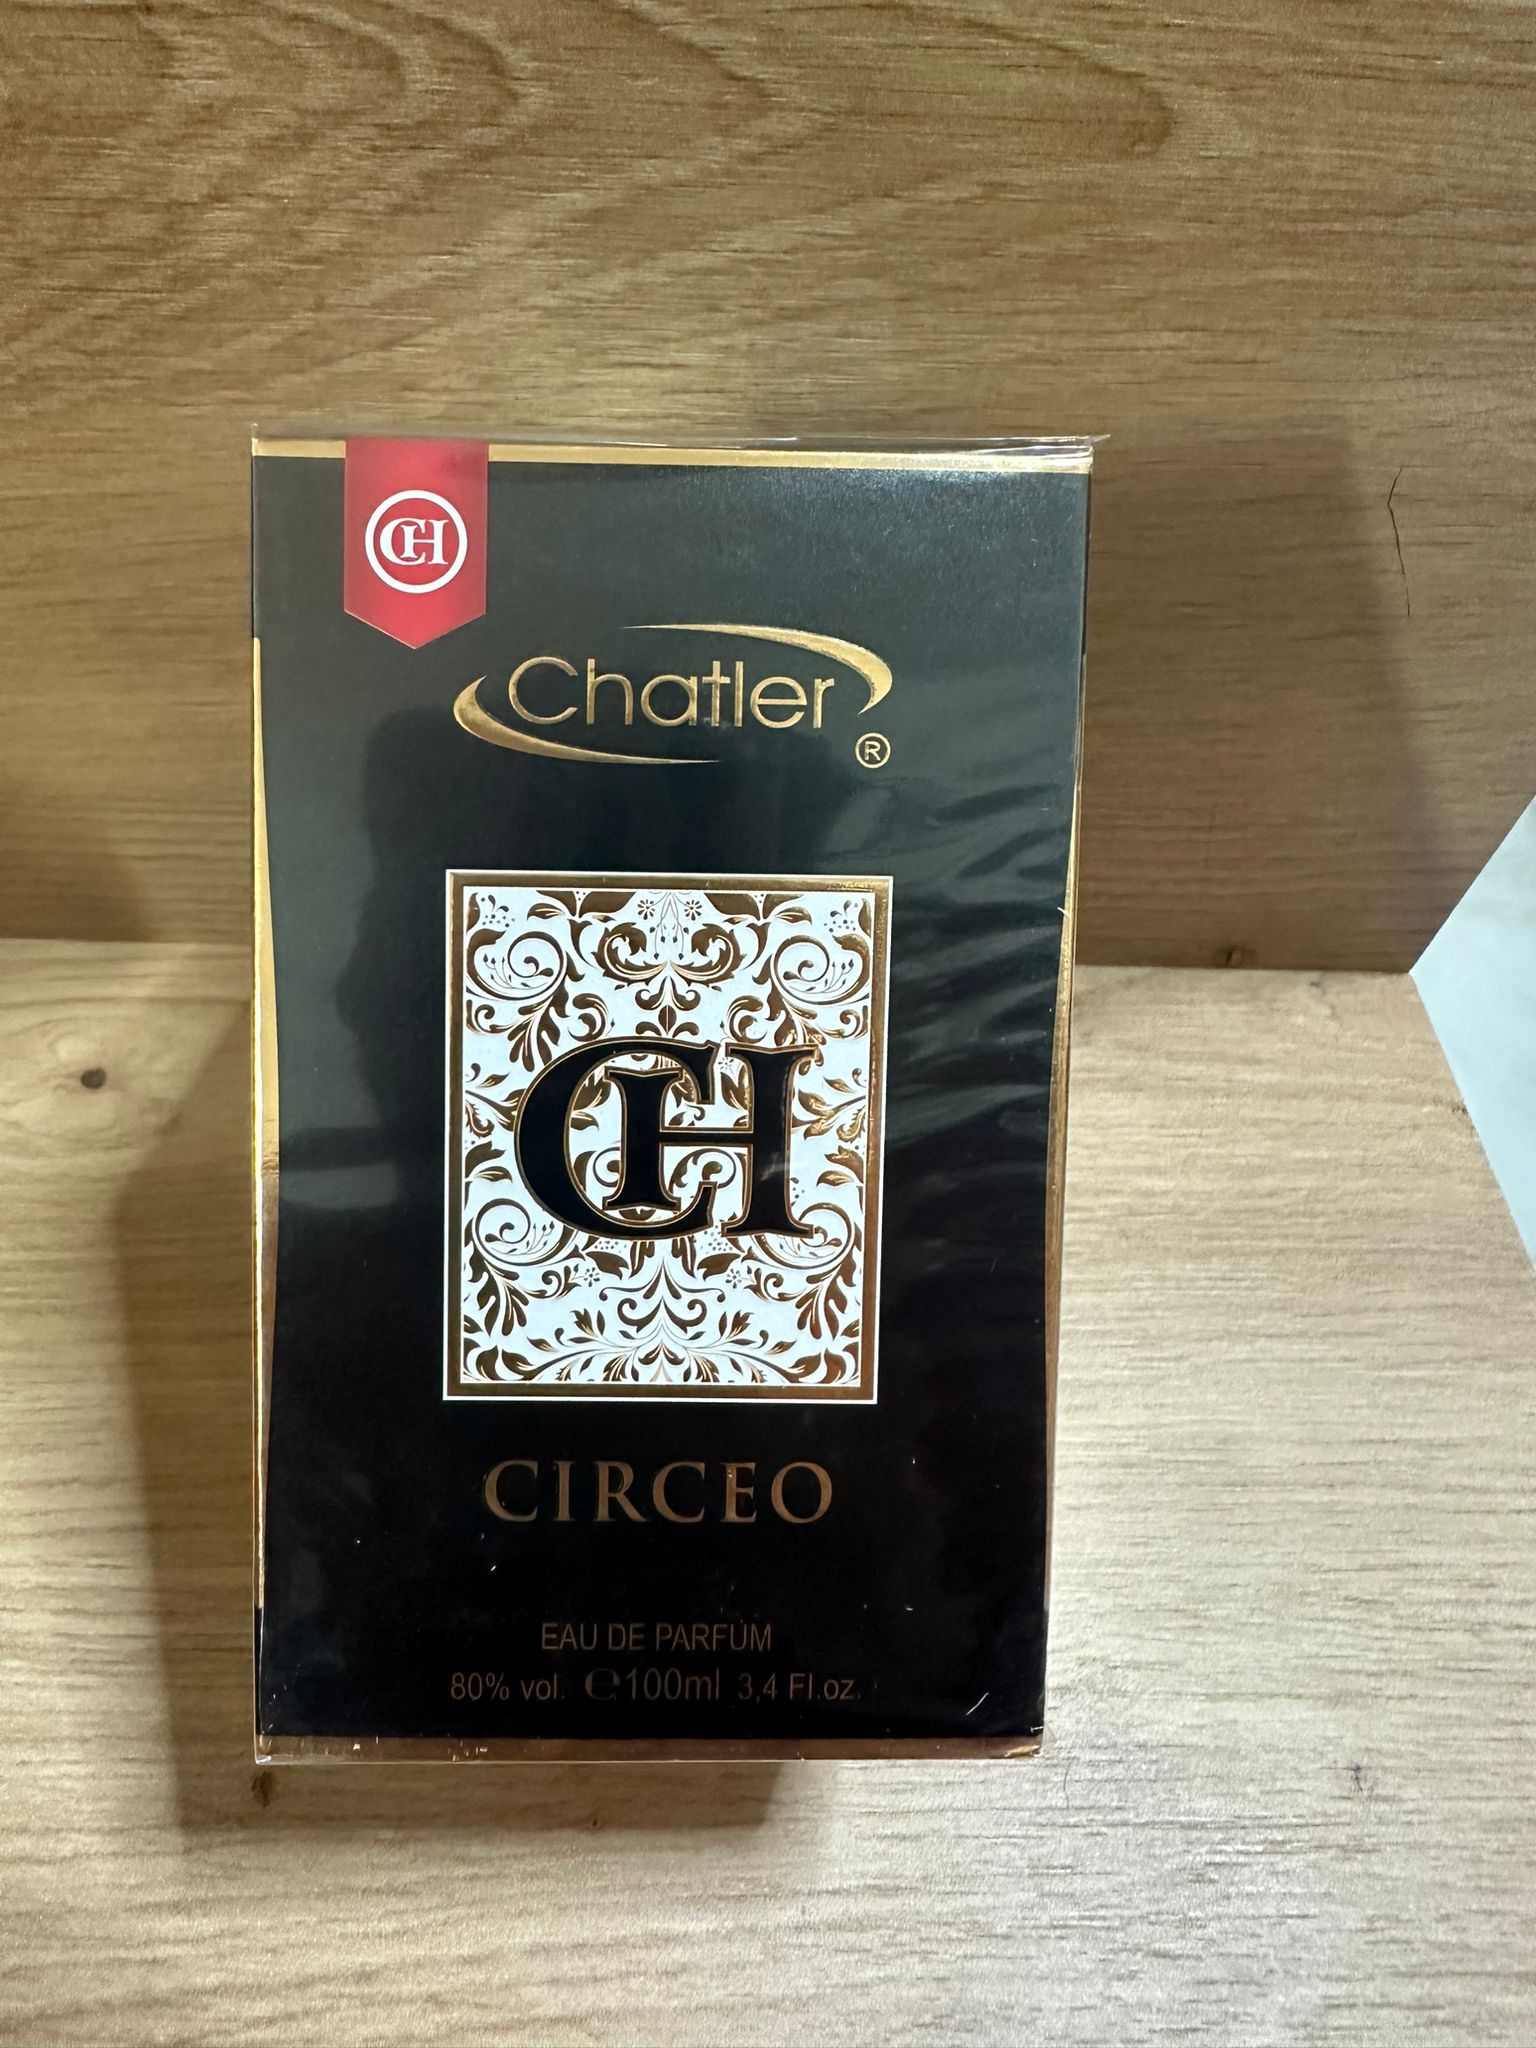 CH
Chatler
®
CH
CIRCEO
EAU DE PARFUM
80% vol. ℮100ml 3,4 Fl.oz.